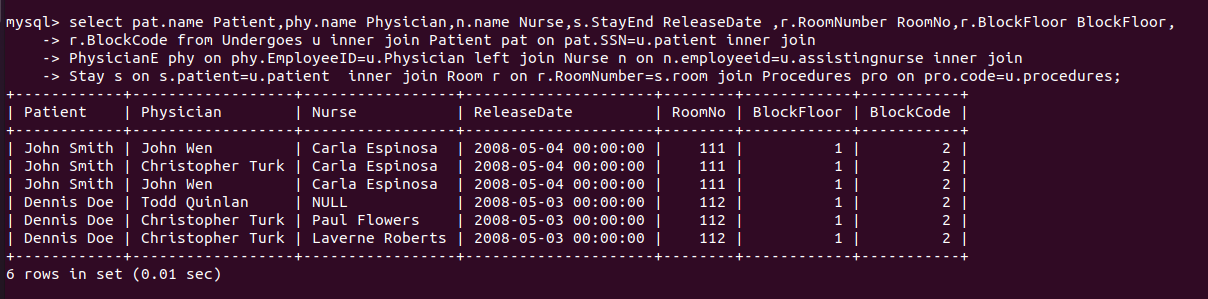 mysql> select pat.name Patient,phy.name Physician,n.name Nurse,s.StayEnd ReleaseDate ,r.RoomNumber RoomNo,r.BlockFloor BlockFloor,
    -> r.BlockCode from Undergoes u inner join Patient pat on pat.SSN=u.patient inner join
    -> PhysicianE phy on phy.EmployeeID=u.Physician left join Nurse n on n.employeeid=u.assistingnurse inner join
    -> Stay s on s.patient=u.patient  inner join Room r on r.RoomNumber=s.room join Procedures pro on pro.code=u.procedures;
+------------+------------------+-----------------+---------------------+--------+------------+-----------+
| Patient    | Physician        | Nurse           | ReleaseDate         | RoomNo | BlockFloor | BlockCode |
+------------+------------------+-----------------+---------------------+--------+------------+-----------+
| John Smith | John Wen         | Carla Espinosa  | 2008-05-04 00:00:00 |    111 |          1 |         2 |
| John Smith | Christopher Turk | Carla Espinosa  | 2008-05-04 00:00:00 |    111 |          1 |         2 |
| John Smith | John Wen         | Carla Espinosa  | 2008-05-04 00:00:00 |    111 |          1 |         2 |
| Dennis Doe | Todd Quinlan     | NULL            | 2008-05-03 00:00:00 |    112 |          1 |         2 |
| Dennis Doe | Christopher Turk | Paul Flowers    | 2008-05-03 00:00:00 |    112 |          1 |         2 |
| Dennis Doe | Christopher Turk | Laverne Roberts | 2008-05-03 00:00:00 |    112 |          1 |         2 |
+------------+------------------+-----------------+---------------------+--------+------------+-----------+
6 rows in set (0.01 sec)